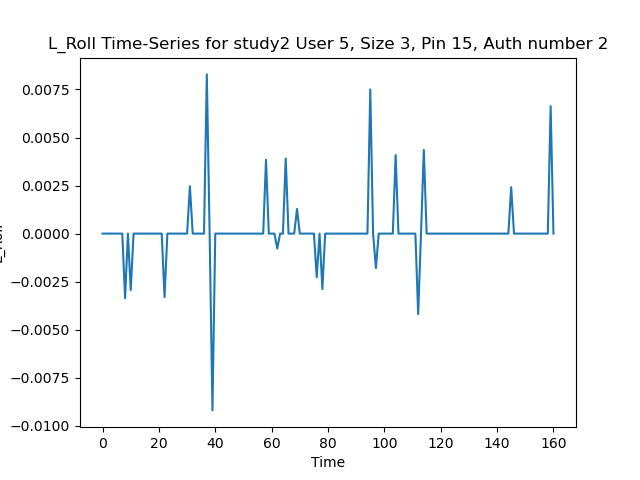 L_Roll Time-Series for study2 User 5, Size 3, Pin 15, Auth number 2
0.0075
0.0050
0.0025
0.0000
−0.0025
−0.0050
−0.0075
−0.0100
L_Roll
0 20 40 60 80 100 120 140 160
Time